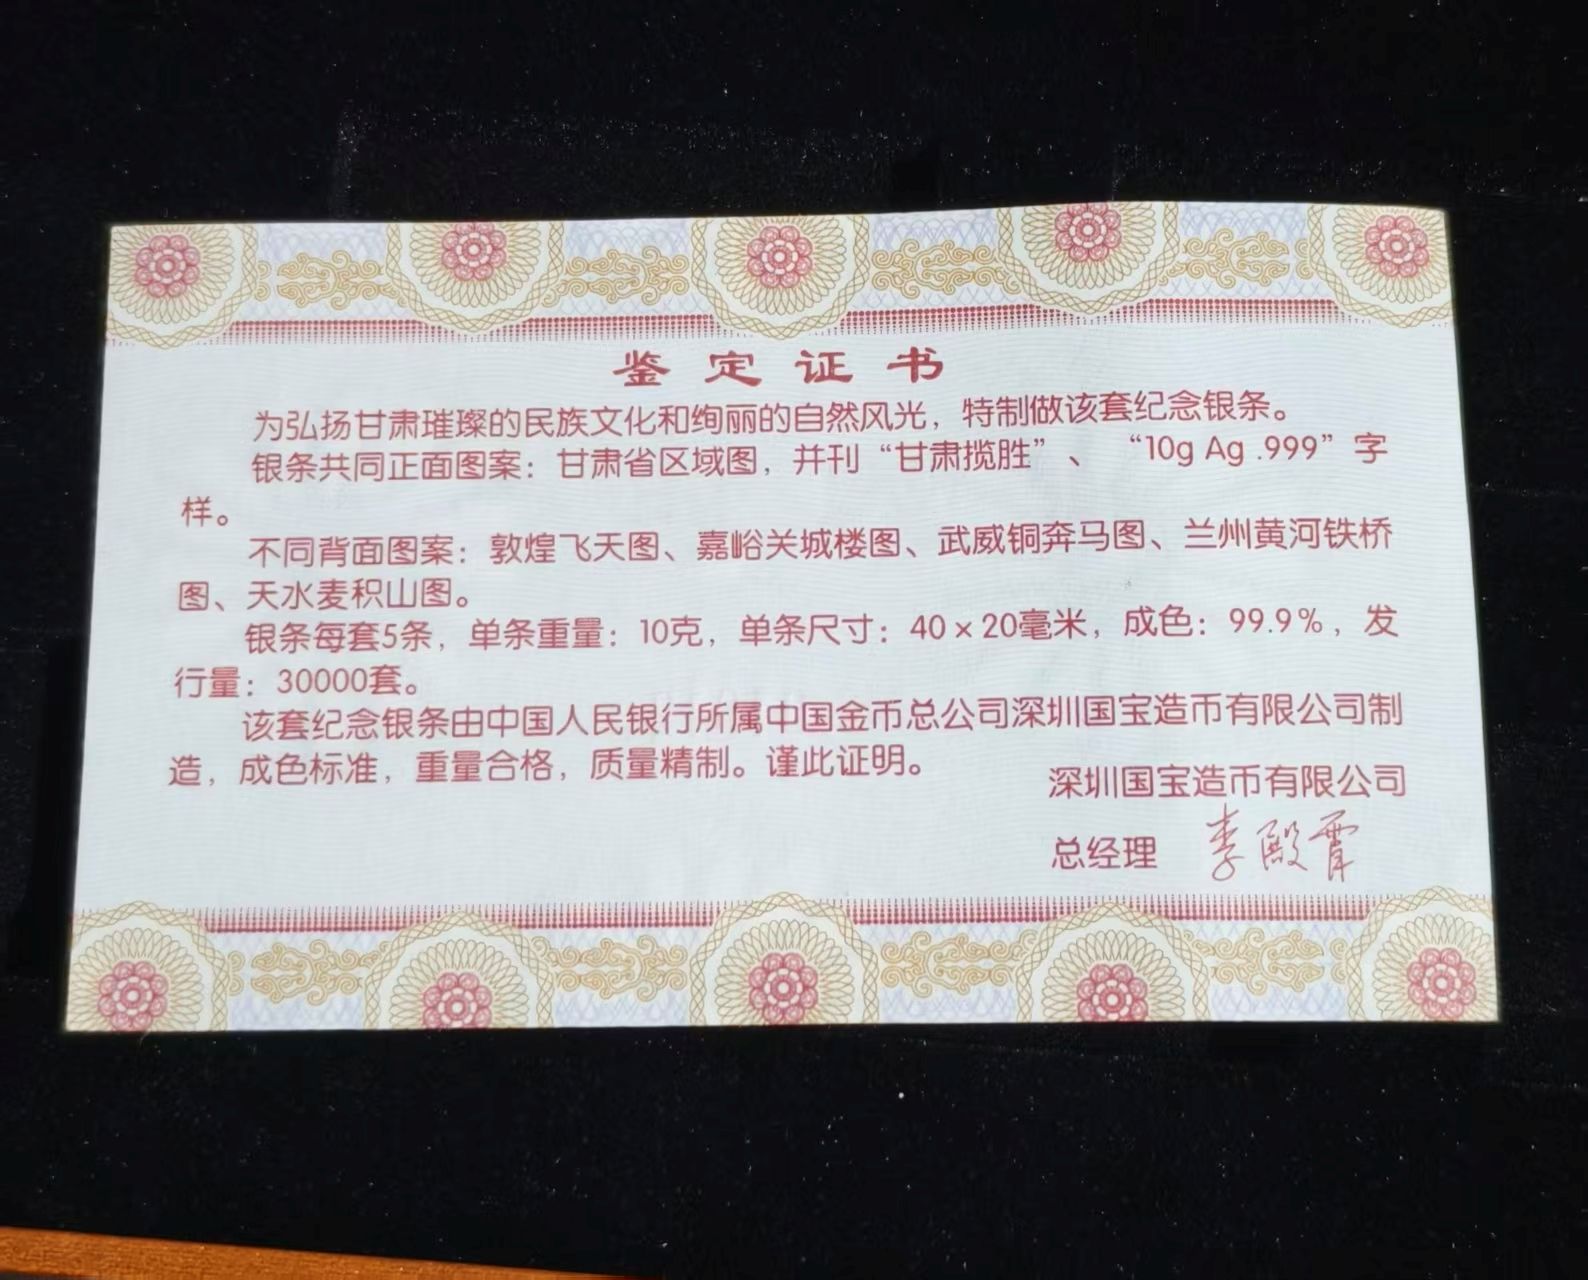 鉴定证书
为弘扬甘肃璀璨的民族文化和绚丽的自然风光，特制做该套纪念银条。
银条共同正面图案：甘肃省区域图，并刊“甘肃揽胜”、“10g Ag .999”字
样。
不同背面图案：敦煌飞天图、嘉峪关城楼图、武威铜奔马图、兰州黄河铁桥
图、天水麦积山图。
银条每套5条，单条重量：10克，单条尺寸：40×20毫米，成色：99.9%，发
行量：30000套。
该套纪念银条由中国人民银行所属中国金币总公司深圳国宝造币有限公司制
造，成色标准，重量合格，质量精制。谨此证明。
深圳国宝造币有限公司
总经理 李殿霄